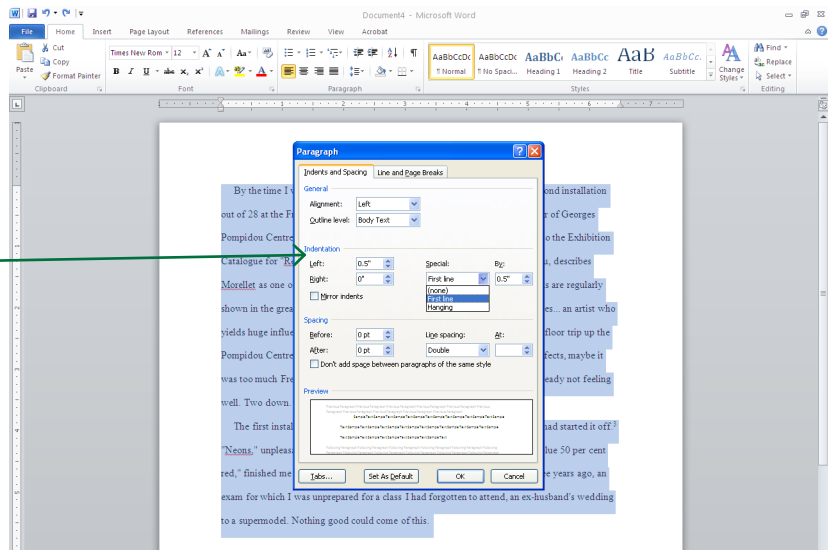 Document4 - Microsoft Word
File Home Insert Page Layout References Mailings Review View Acrobat
Paste
Cut
Copy
Format Painter
Clipboard
Times New Rom 12
Font
Paragraph
AaBbCcDc AaBbCcDc AaBbC AaBbCc AaB AaBbCc.
¶ Normal ¶ No Spaci... Heading 1 Heading 2 Title Subtitle
Change Styles
Styles
Find
Replace
Select
Editing
By the time I
ond installation
out of 28 at the Fr
r of Georges
Pompidou Centre
o the Exhibition
Catalogue for "Re
u, describes
Morellet as one o
s are regularly
shown in the grea
es... an artist who
yields huge influe
floor trip up the
Pompidou Centre
fects, maybe it
was too much Fre
eady not feeling
well. Two down.
The first instal
had started it off.²
"Neons," unpleas
lue 50 per cent
red," finished me
e years ago, an
exam for which I was unprepared for a class I had forgotten to attend, an ex-husband's wedding
to a supermodel. Nothing good could come of this.
Paragraph
Indents and Spacing Line and Page Breaks
General
Alignment: Left
Outline level: Body Text
Indentation
Left: 0.5" Special: By:
Right: 0" First line 0.5"
Mirror indents
(none)
First line
Hanging
Spacing
Before: 0 pt Line spacing: At:
After: 0 pt Double
Don't add space between paragraphs of the same style
Preview
Tabs... Set As Default OK Cancel